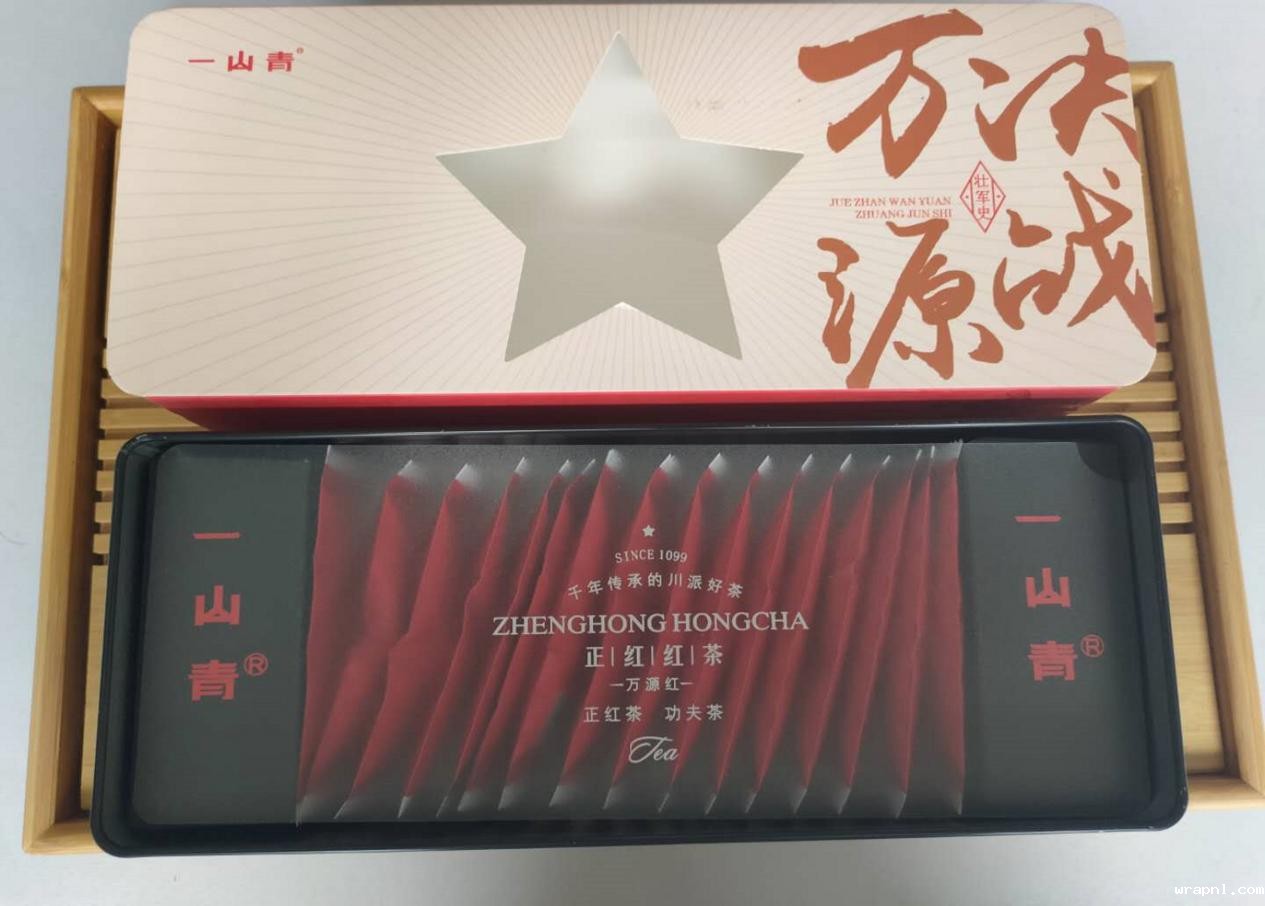 一山青®
决战
万源
壮军史
JUE ZHAN WAN YUAN
ZHUANG JUN SHI
一山青®
SINCE 1099
千年传承的川派好茶
ZHENGHONG HONGCHA
正|红|红|茶
—万源红—
正红茶 功夫茶
Tea
一山青®
wrapnl.com